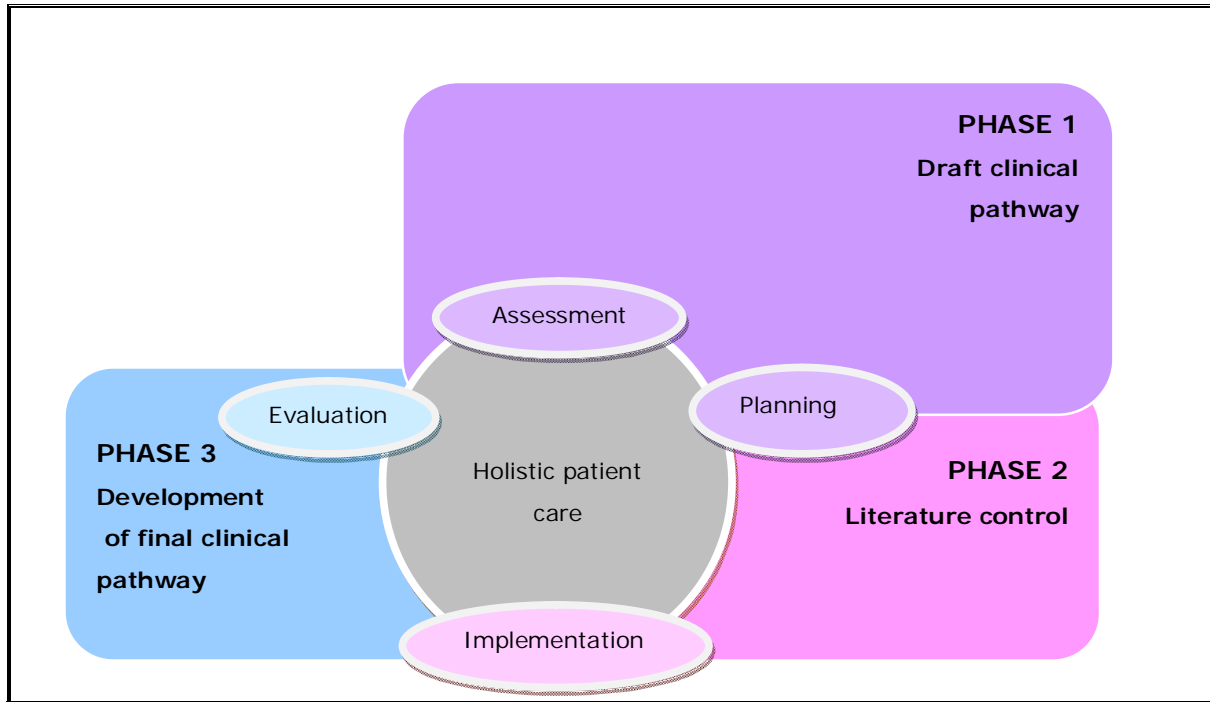 PHASE 1
Draft clinical
pathway
Assessment
Planning
Evaluation
Holistic patient
care
PHASE 3
Development
of final clinical
pathway
PHASE 2
Literature control
Implementation